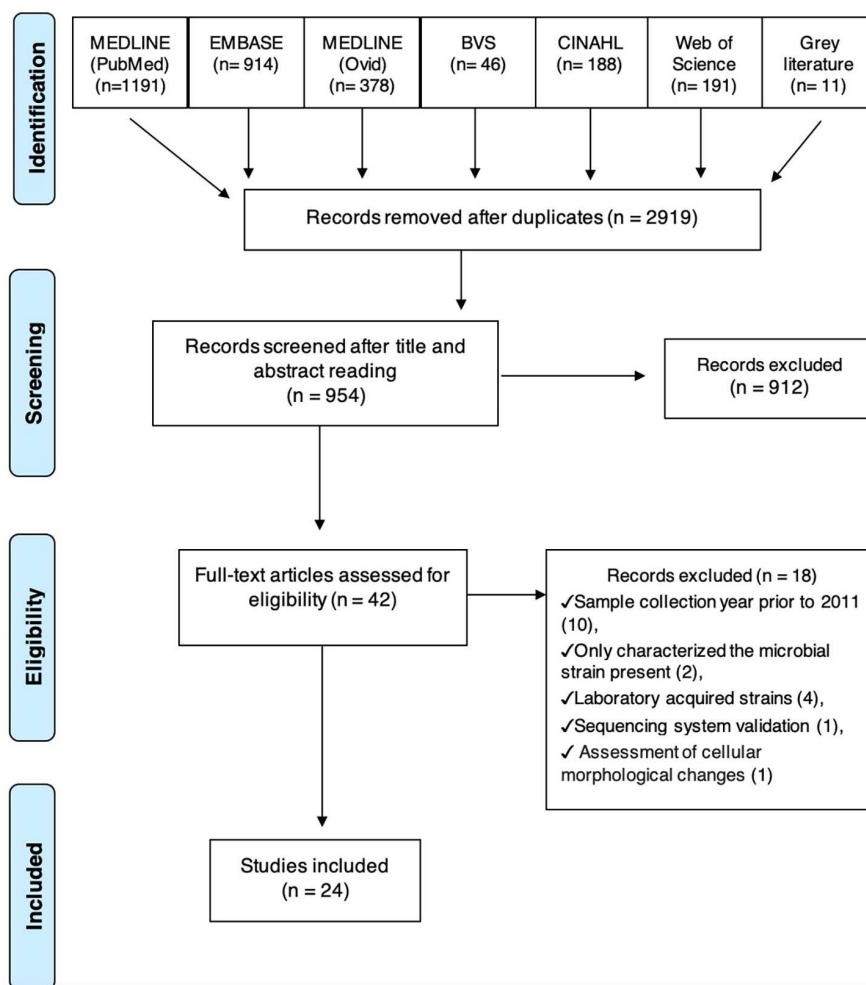 Identification
MEDLINE
(PubMed)
(n=1191)
EMBASE
(n= 914)
MEDLINE
(Ovid)
(n= 378)
BVS
(n= 46)
CINAHL
(n= 188)
Web of
Science
(n= 191)
Grey
literature
(n= 11)
Records removed after duplicates (n = 2919)
Screening
Records screened after title and
abstract reading
(n = 954)
Records excluded
(n = 912)
Eligibility
Full-text articles assessed for
eligibility (n = 42)
Records excluded (n = 18)
✓Sample collection year prior to 2011
(10),
✓Only characterized the microbial
strain present (2),
✓Laboratory acquired strains (4),
✓Sequencing system validation (1),
✓ Assessment of cellular
morphological changes (1)
Included
Studies included
(n = 24)